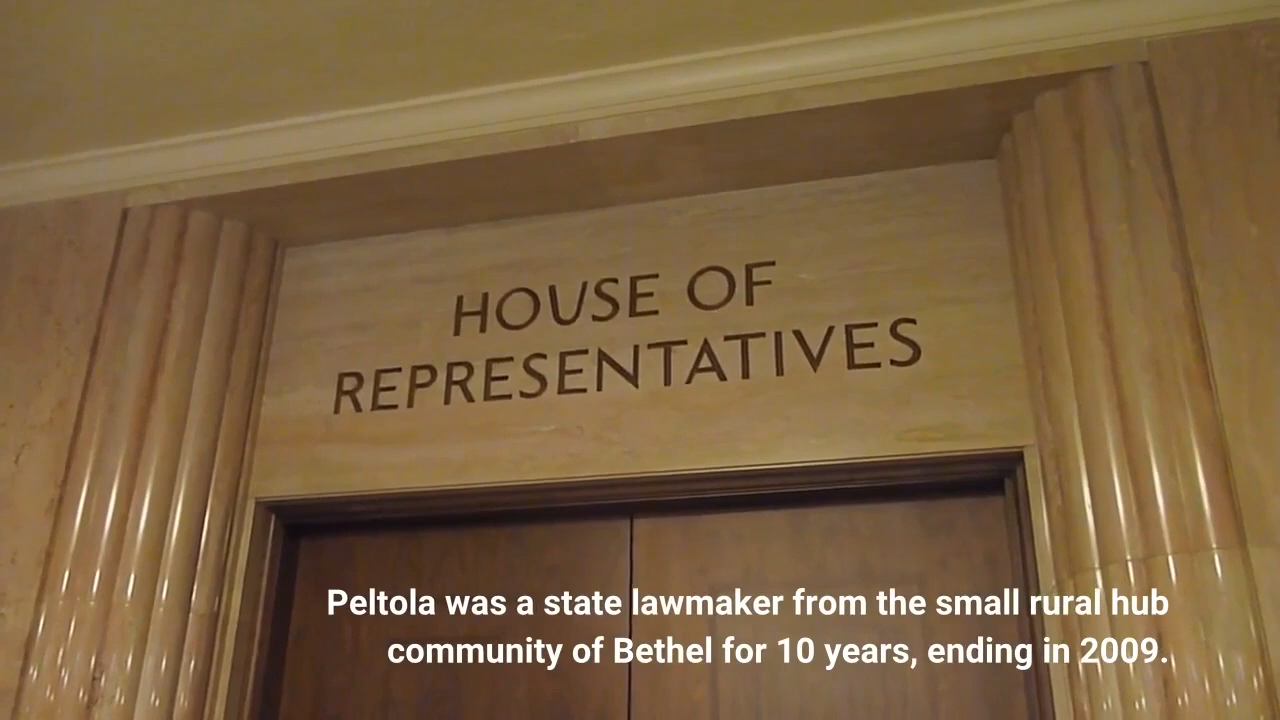 HOUSE OF
REPRESENTATIVES
Peltola was a state lawmaker from the small rural hub
community of Bethel for 10 years, ending in 2009.